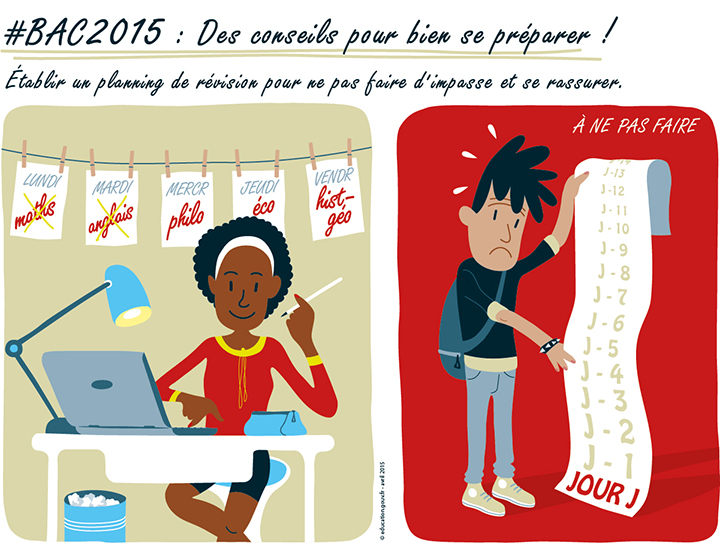 #BAC2015 : Des conseils pour bien se préparer !
Établir un planning de révision pour ne pas faire d'impasse et se rassurer.
LUNDI
maths
MARDI
anglais
MERCR
philo
JEUDI
éco
VENDR
hist-
géo
© education.gouv.fr - avril 2015
À NE PAS FAIRE
J-14
J-13
J-12
J-11
J-10
J-9
J-8
J-7
J-6
J-5
J-4
J-3
J-2
J-1
JOUR J